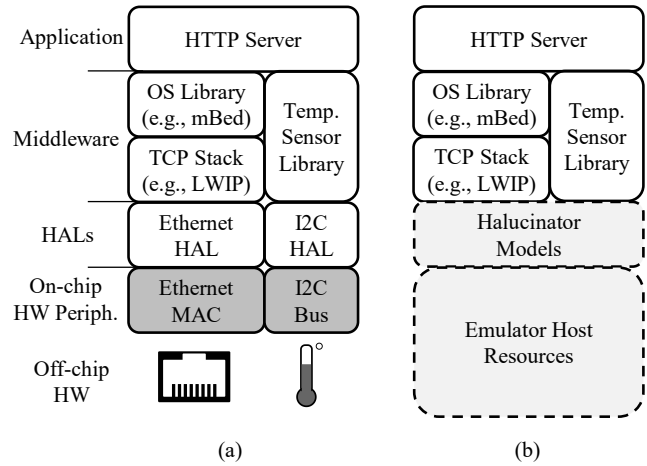 Application
HTTP Server
HTTP Server
Middleware
OS Library
(e.g., mBed)
TCP Stack
(e.g., LWIP)
Temp.
Sensor
Library
OS Library
(e.g., mBed)
TCP Stack
(e.g., LWIP)
Temp.
Sensor
Library
HALs
Ethernet
HAL
I2C
HAL
Halucinator
Models
On-chip
HW Periph.
Ethernet
MAC
I2C
Bus
Emulator Host
Resources
Off-chip
HW
(a)
(b)